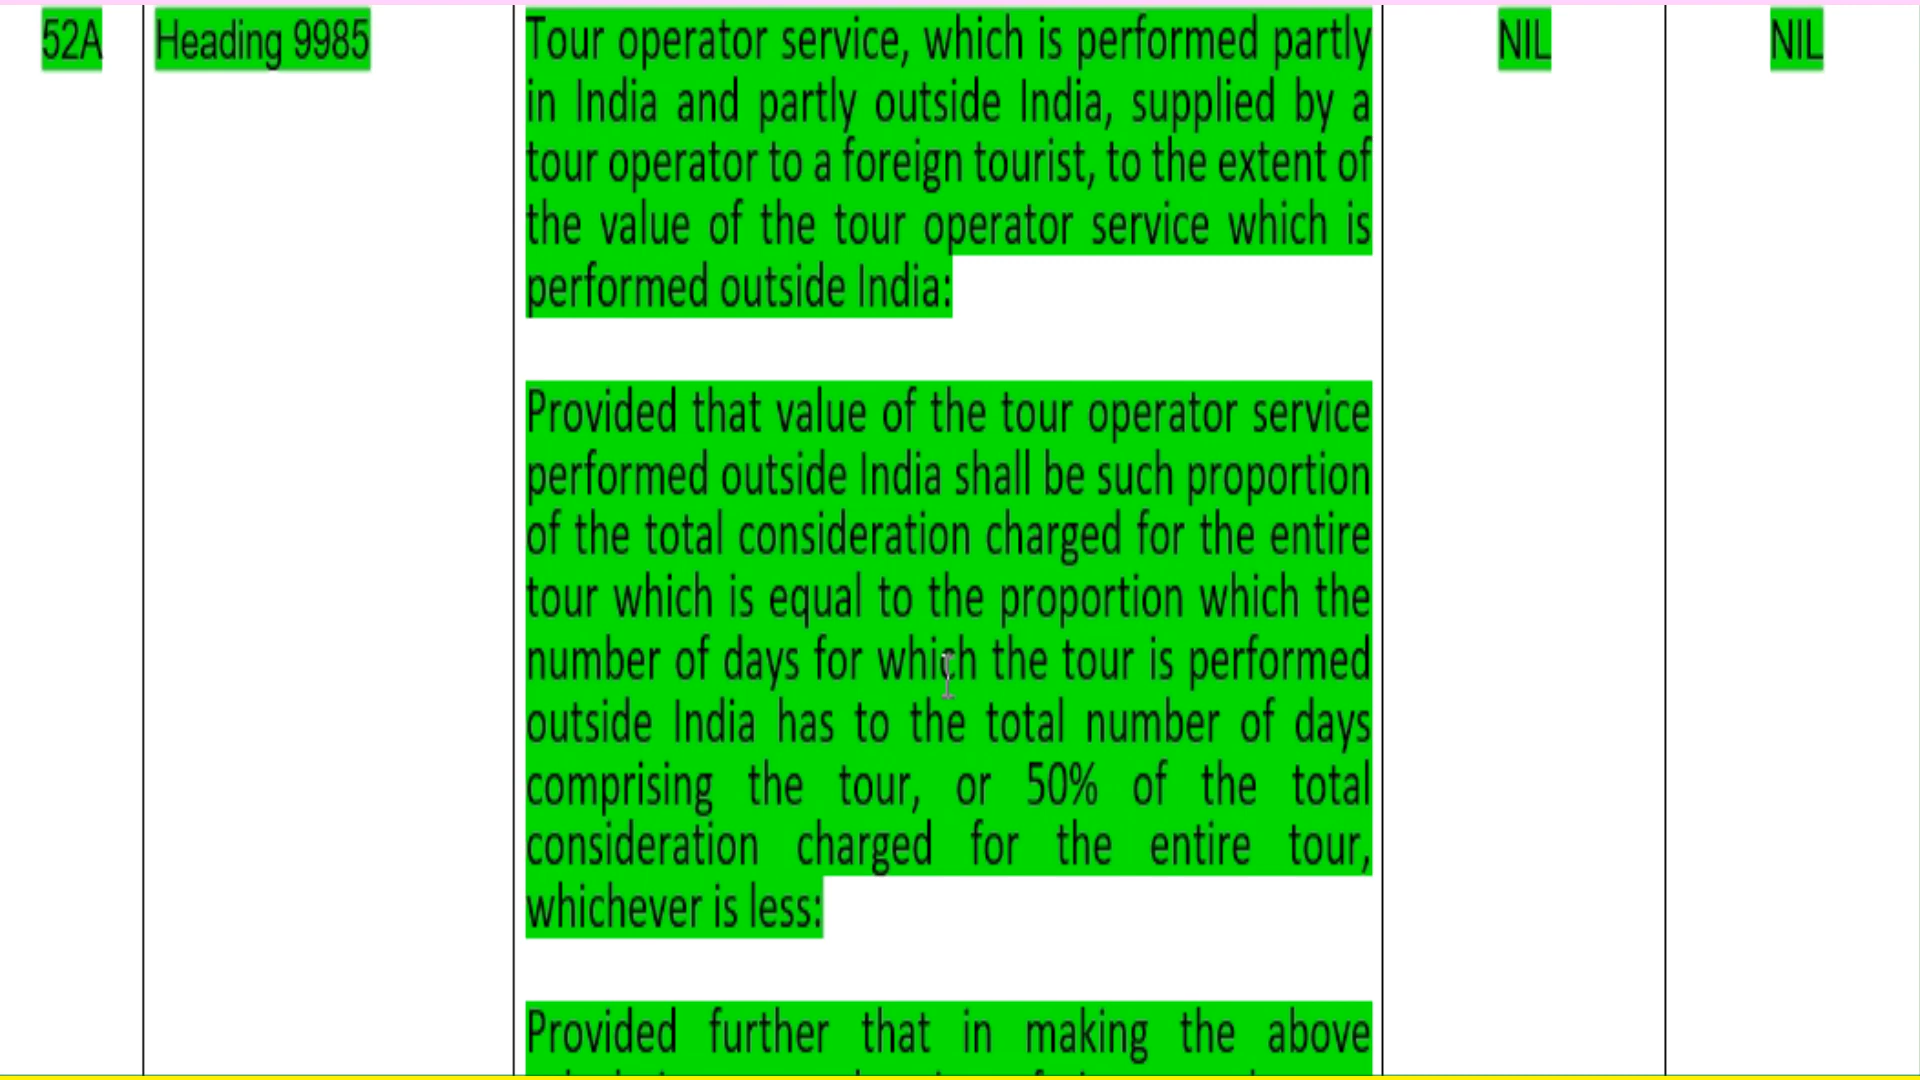 52A
Heading 9985
Tour operator service, which is performed partly
in India and partly outside India, supplied by a
tour operator to a foreign tourist, to the extent of
the value of the tour operator service which is
performed outside India:
NIL
NIL
Provided that value of the tour operator service
performed outside India shall be such proportion
of the total consideration charged for the entire
tour which is equal to the proportion which the
number of days for which the tour is performed
outside India has to the total number of days
comprising the tour, or 50% of the total
consideration charged for the entire tour,
whichever is less:
Provided further that in making the above